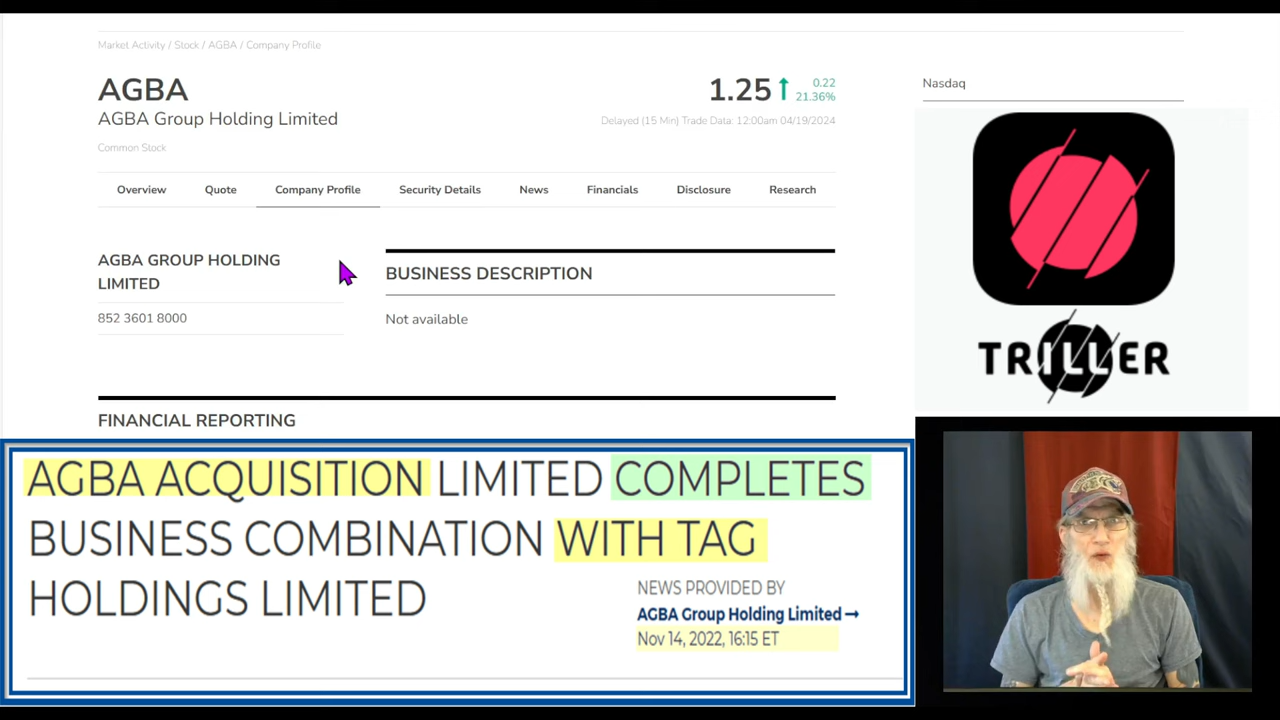 Market Activity / Stock / AGBA / Company Profile
AGBA
1.25
0.22
21.36%
AGBA Group Holding Limited
Delayed (15 Min) Trade Data: 12:00am 04/19/2024
Common Stock
Overview Quote Company Profile Security Details News Financials Disclosure Research
AGBA GROUP HOLDING
LIMITED
852 3601 8000
BUSINESS DESCRIPTION
Not available
FINANCIAL REPORTING
Nasdaq
TRILLER
AGBA ACQUISITION LIMITED COMPLETES
BUSINESS COMBINATION WITH TAG
HOLDINGS LIMITED
NEWS PROVIDED BY
AGBA Group Holding Limited →
Nov 14, 2022, 16:15 ET